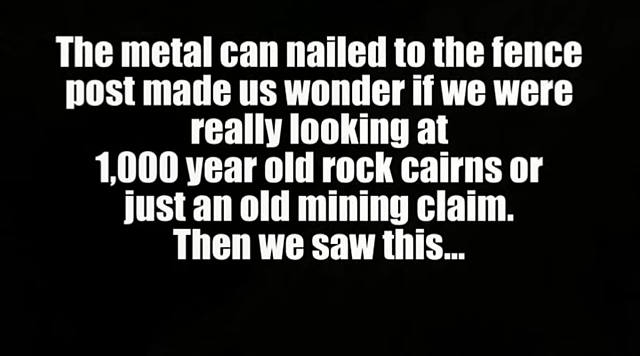 The metal can nailed to the fence
post made us wonder if we were
really looking at
1,000 year old rock cairns or
just an old mining claim.
Then we saw this...